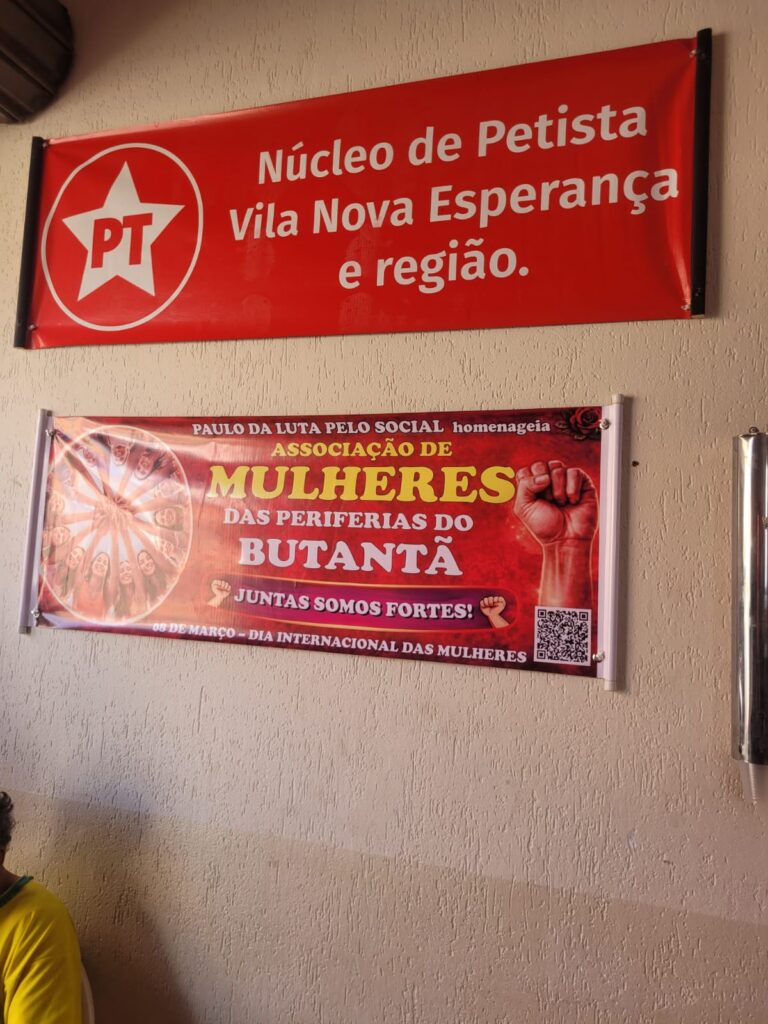 PT
Núcleo de Petista
Vila Nova Esperança
e região.
PAULO DA LUTA PELO SOCIAL homenageia
ASSOCIAÇÃO DE
MULHERES
DAS PERIFERIAS DO
BUTANTÃ
JUNTAS SOMOS FORTES!
08 DE MARÇO – DIA INTERNACIONAL DAS MULHERES